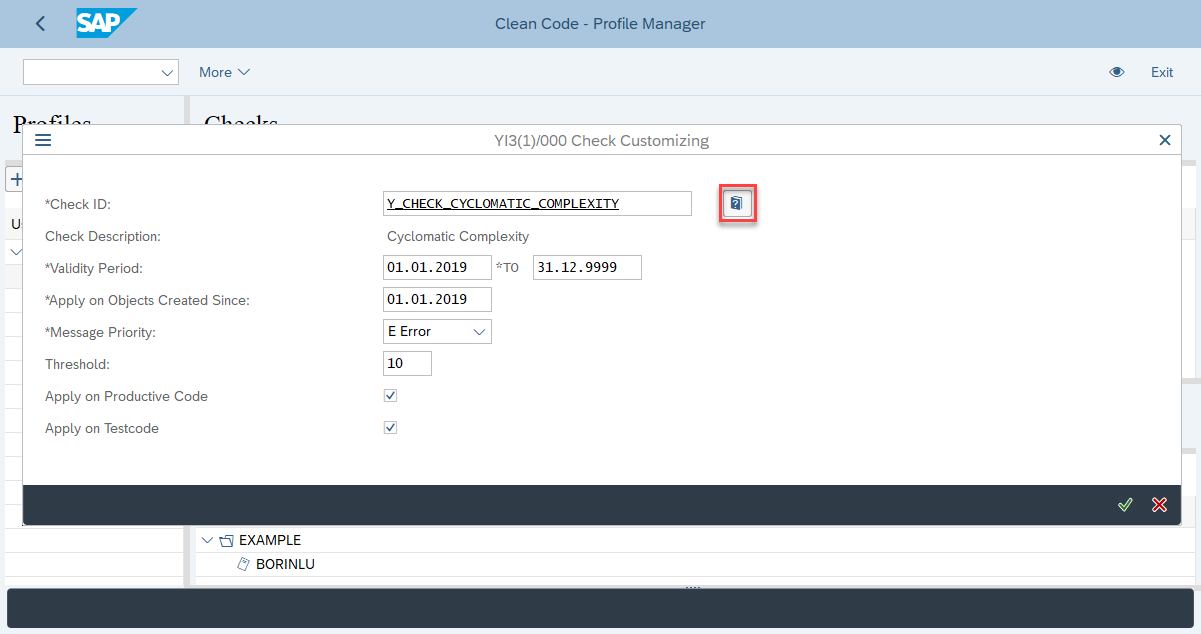 SAP
Clean Code - Profile Manager
More
Exit
Profiles
Checks
YI3(1)/000 Check Customizing
*Check ID: Y_CHECK_CYCLOMATIC_COMPLEXITY
Check Description: Cyclomatic Complexity
*Validity Period: 01.01.2019 *TO 31.12.9999
*Apply on Objects Created Since: 01.01.2019
*Message Priority: E Error
Threshold: 10
Apply on Productive Code
Apply on Testcode
EXAMPLE
BORINLU